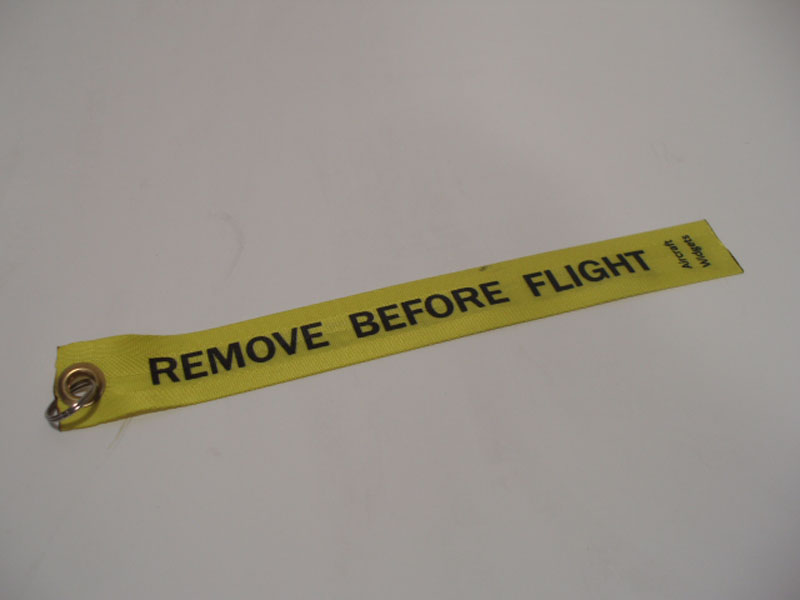 REMOVE BEFORE FLIGHT
Aircraft
Widgets